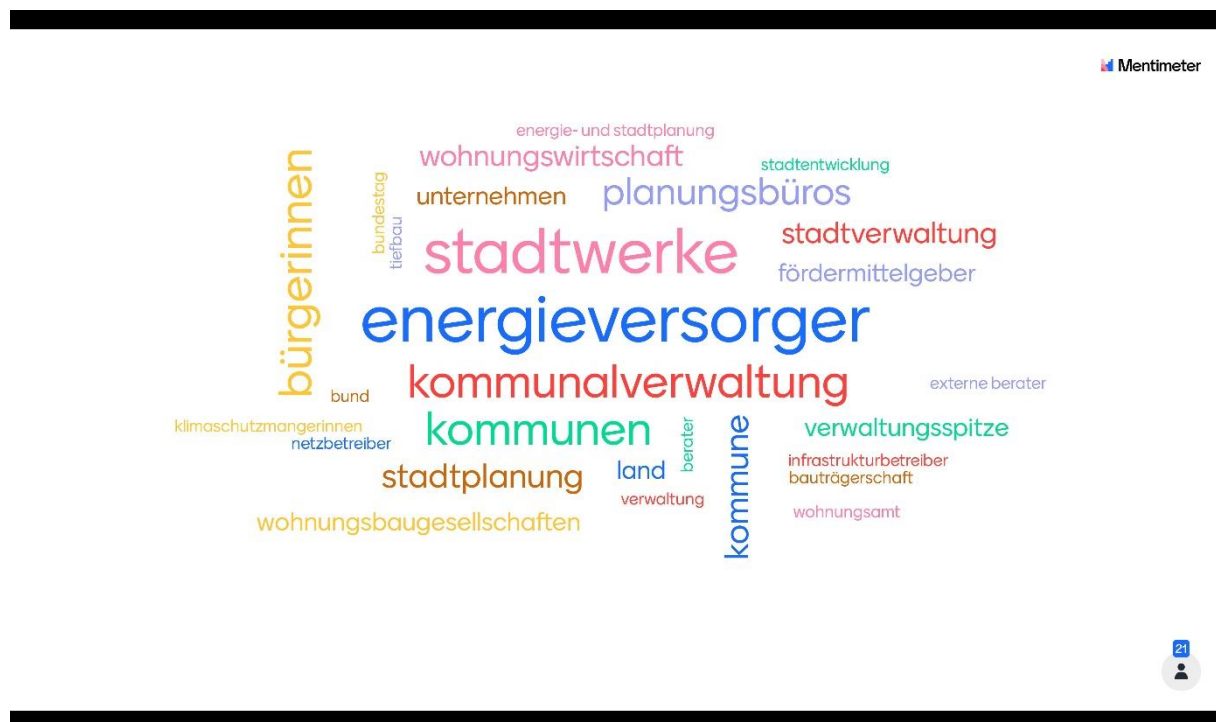 Mentimeter
energie- und stadtplanung
wohnungswirtschaft
stadtentwicklung
bürgerinnen
bundestag
unternehmen
planungsbüros
tiefbau
stadtwerke
stadtverwaltung
fördermittelgeber
energieversorger
kommunalverwaltung
externe berater
bund
klimaschutzmangerinnen
kommunen
berater
kommune
verwaltungsspitze
netzbetreiber
stadtplanung
land
infrastrukturbetreiber
bauträgerschaft
verwaltung
wohnungsamt
wohnungsbaugesellschaften
21